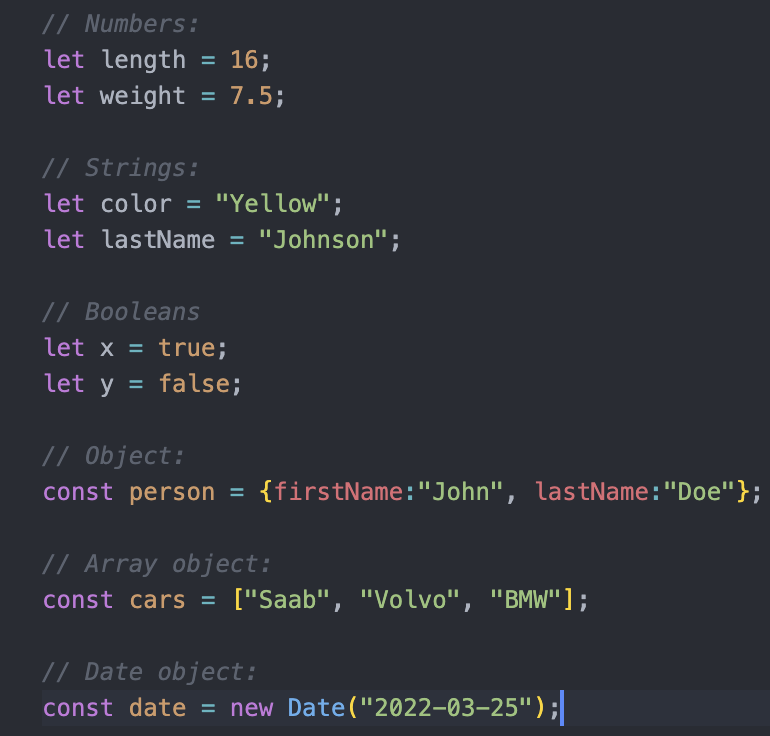 // Numbers:
let length = 16;
let weight = 7.5;
// Strings:
let color = "Yellow";
let lastName = "Johnson";
// Booleans
let x = true;
let y = false;
// Object:
const person = {firstName:"John", lastName:"Doe"};
// Array object:
const cars = ["Saab", "Volvo", "BMW"];
// Date object:
const date = new Date("2022-03-25");